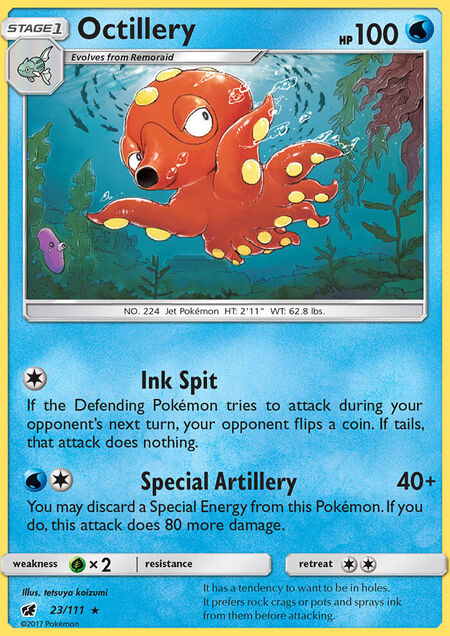 STAGE 1
Octillery
HP 100
Evolves from Remoraid
NO. 224 Jet Pokémon HT: 2'11" WT: 62.8 lbs.
Ink Spit
If the Defending Pokémon tries to attack during your
opponent's next turn, your opponent flips a coin. If tails,
that attack does nothing.
Special Artillery 40+
You may discard a Special Energy from this Pokémon. If you
do, this attack does 80 more damage.
weakness × 2 resistance retreat
Illus. tetsuya koizumi
23/111 ★
©2017 Pokémon
It has a tendency to want to be in holes.
It prefers rock crags or pots and sprays ink
from them before attacking.